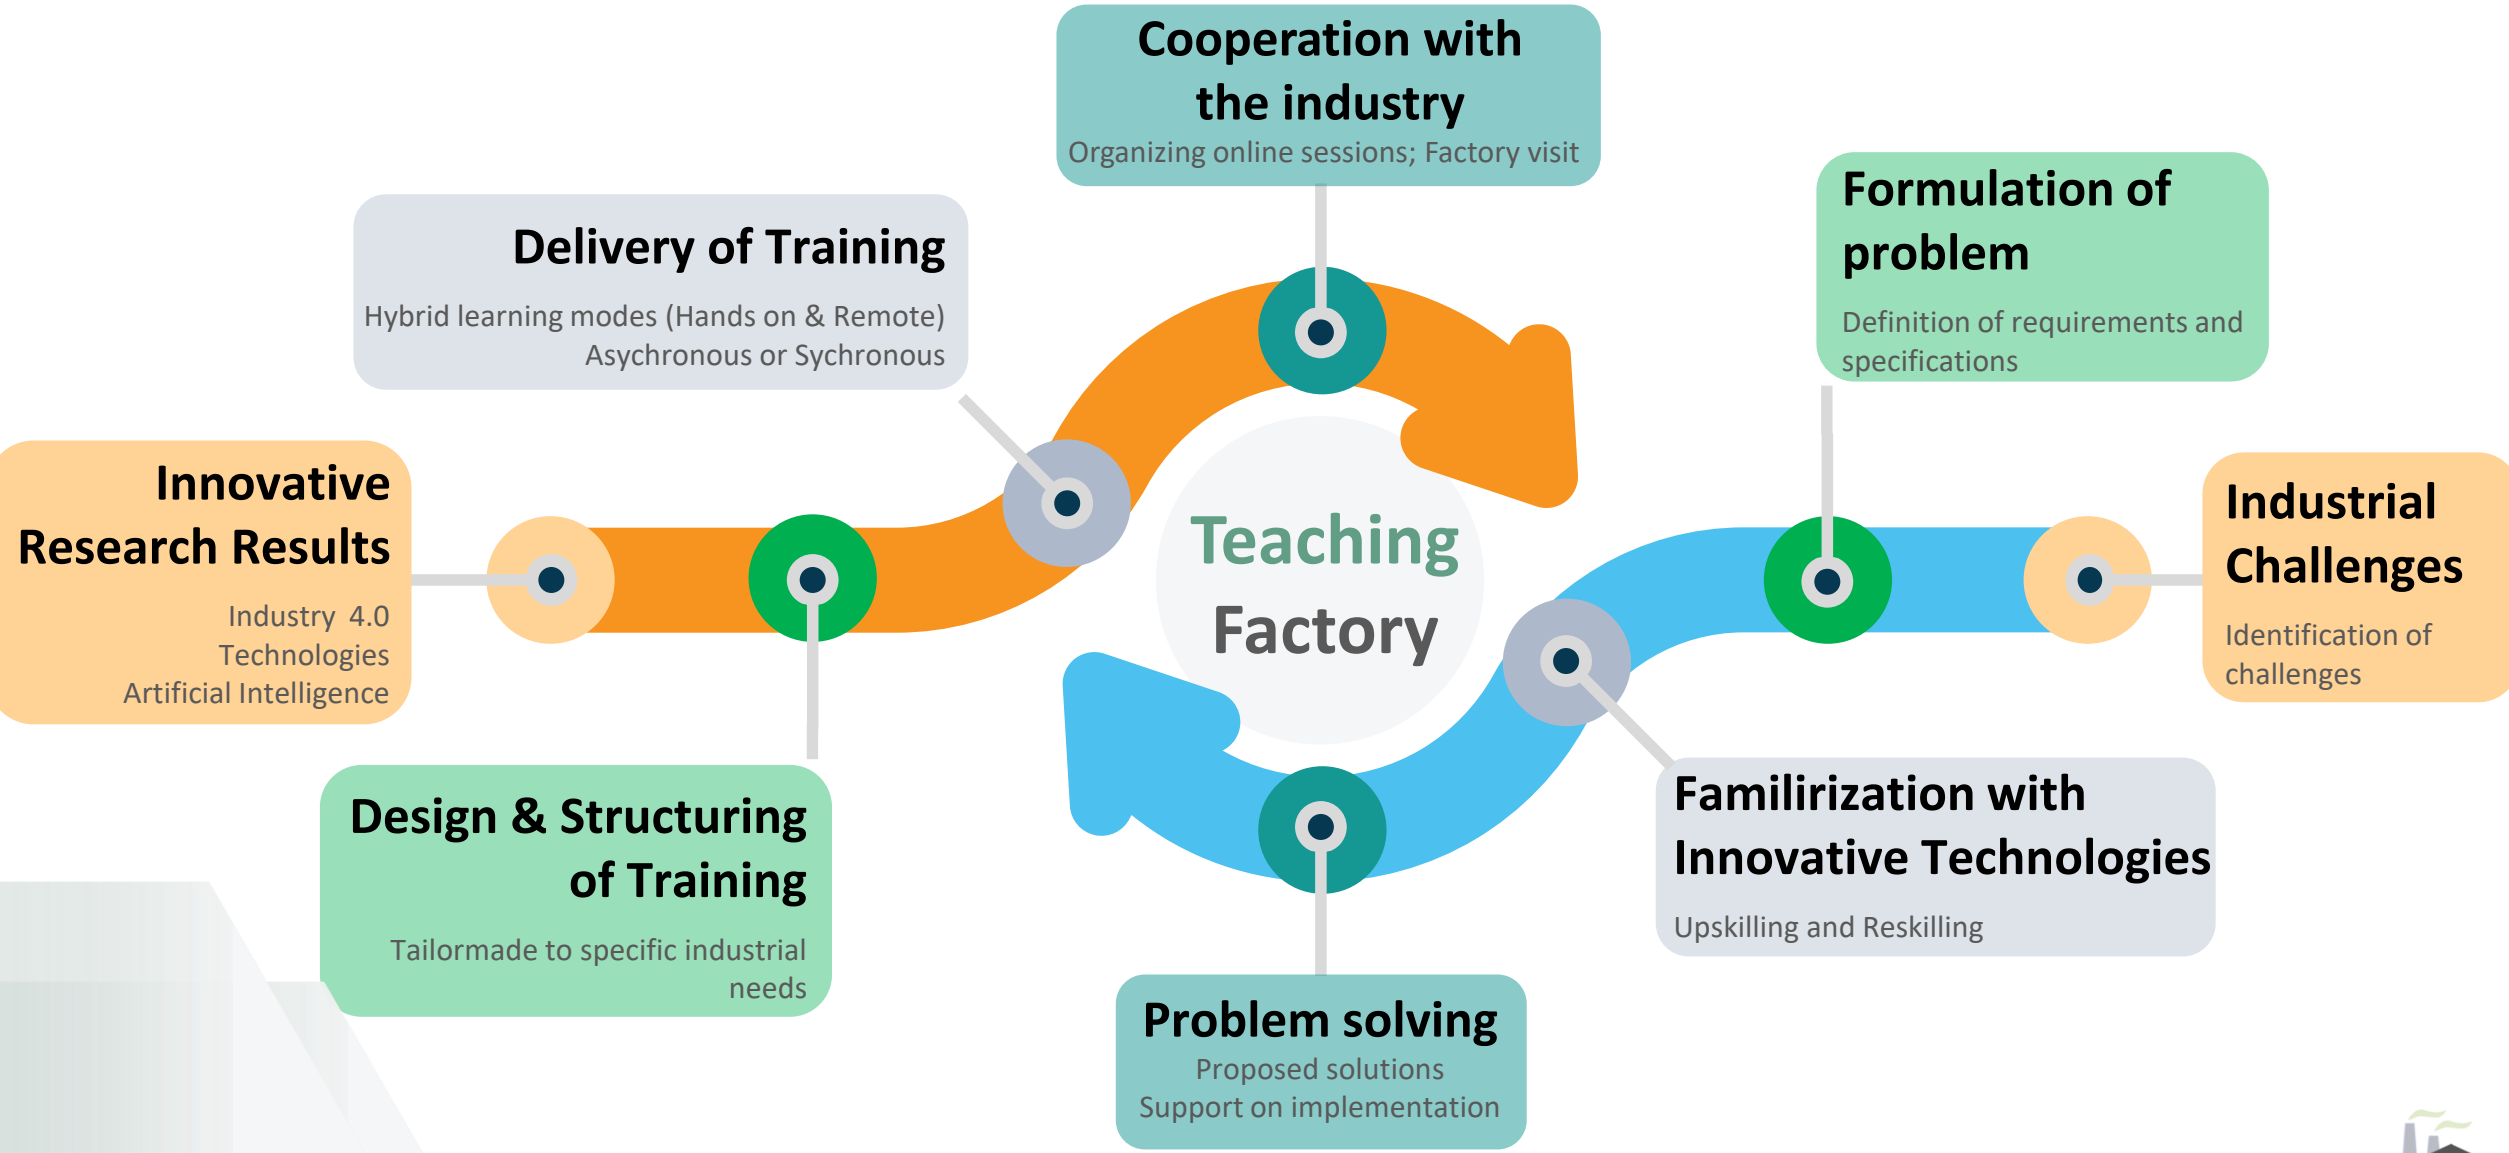 Cooperation with
the industry
Organizing online sessions; Factory visit
Delivery of Training
Hybrid learning modes (Hands on & Remote)
Asychronous or Sychronous
Formulation of
problem
Definition of requirements and
specifications
Innovative
Research Results
Industry 4.0
Technologies
Artificial Intelligence
Teaching
Factory
Industrial
Challenges
Identification of
challenges
Design & Structuring
of Training
Tailormade to specific industrial
needs
Familirization with
Innovative Technologies
Upskilling and Reskilling
Problem solving
Proposed solutions
Support on implementation